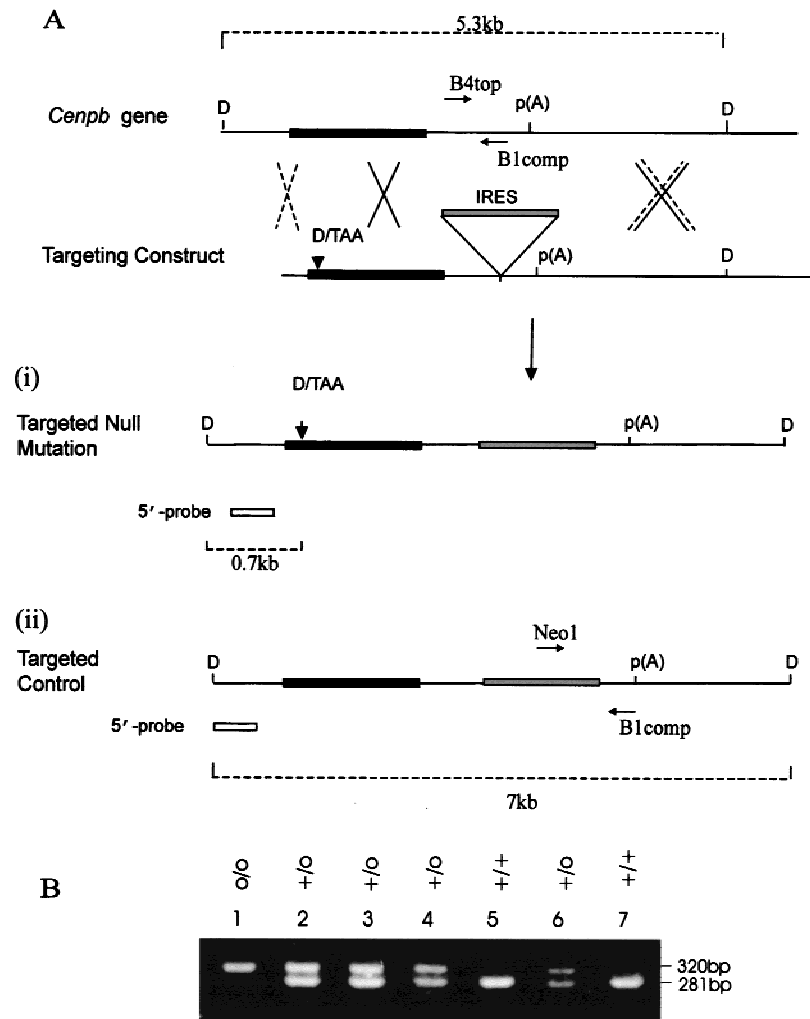 A
5.3kb
B4top
D
p(A)
D
Cenpb gene
B1comp
IRES
D/TAA
Targeting Construct
p(A)
D
(i)
D/TAA
Targeted Null
Mutation
D
p(A)
D
5′-probe
0.7kb
(ii)
Neo1
Targeted
Control
D
p(A)
D
5′-probe
B1comp
7kb
B
o/o +/o +/o +/o +/+ +/o +/+
1 2 3 4 5 6 7
320bp
281bp